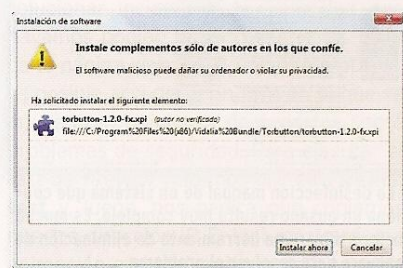 Instalación de software
Instale complementos sólo de autores en los que confíe.
El software malicioso puede dañar su ordenador o violar su privacidad.
Ha solicitado instalar el siguiente elemento:
torbutton-1.2.0-fx.xpi (autor no verificado)
file:///C:/Program%20Files%20(x86)/Vidalia%20Bundle/Torbutton/torbutton-1.2.0-fx.xpi
Instalar ahora
Cancelar